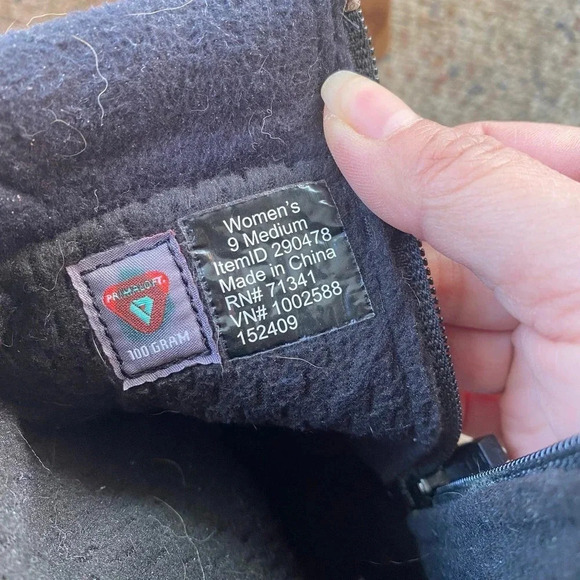 PRIMALOFT
100 GRAM
Women's
9 Medium
ItemID 290478
Made in China
RN# 71341
VN# 1002588
152409